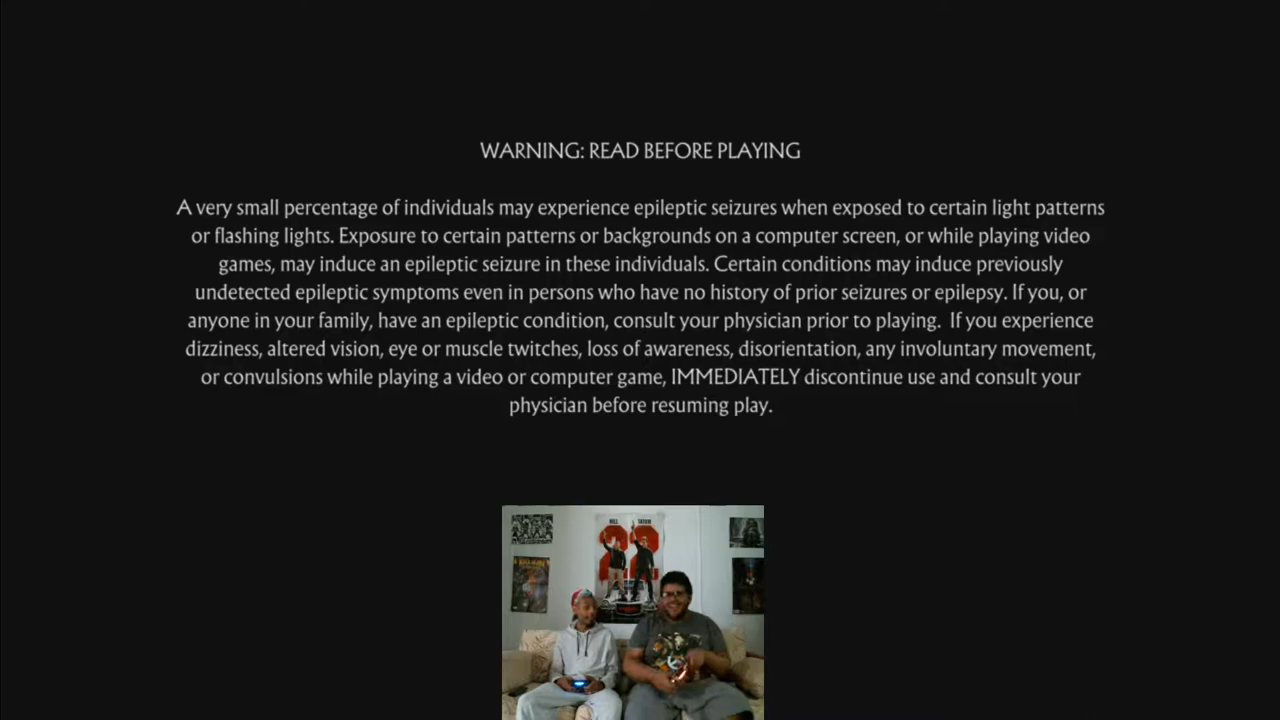 WARNING: READ BEFORE PLAYING
A very small percentage of individuals may experience epileptic seizures when exposed to certain light patterns
or flashing lights. Exposure to certain patterns or backgrounds on a computer screen, or while playing video
games, may induce an epileptic seizure in these individuals. Certain conditions may induce previously
undetected epileptic symptoms even in persons who have no history of prior seizures or epilepsy. If you, or
anyone in your family, have an epileptic condition, consult your physician prior to playing.  If you experience
dizziness, altered vision, eye or muscle twitches, loss of awareness, disorientation, any involuntary movement,
or convulsions while playing a video or computer game, IMMEDIATELY discontinue use and consult your
physician before resuming play.
HILL TATUM
22